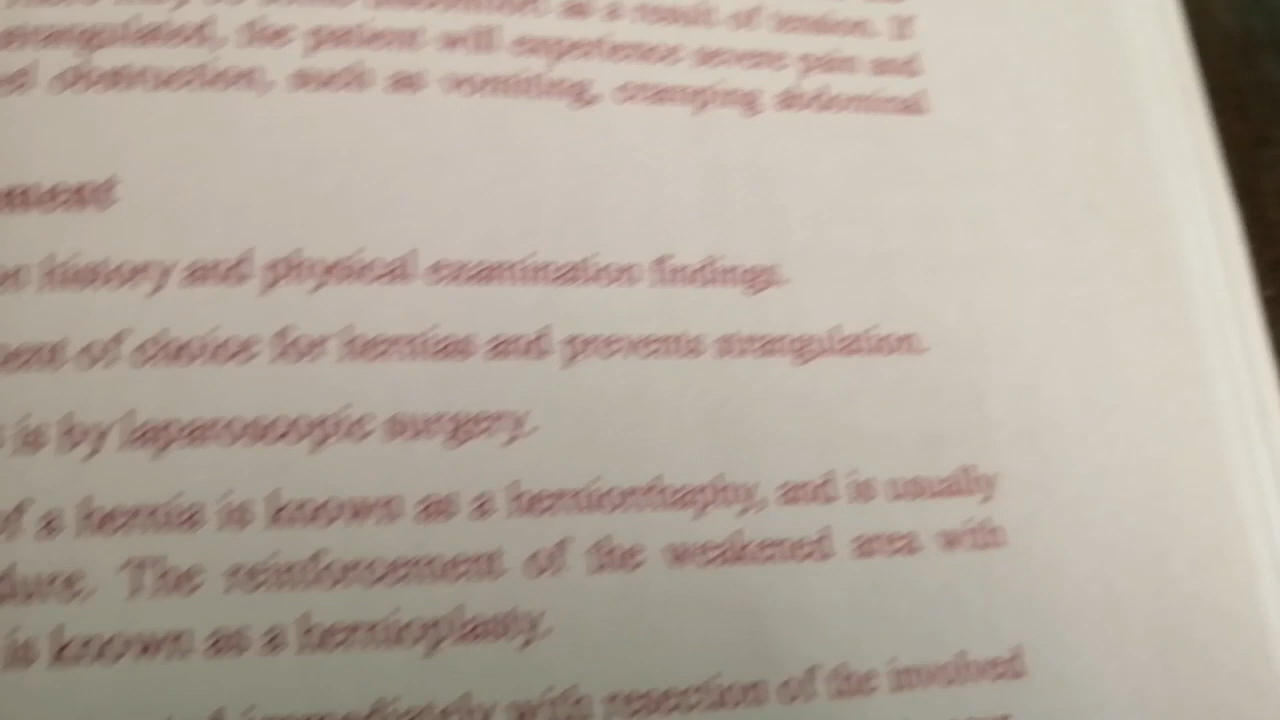 as a result of tension. If
strangulated, the patient will experience severe pain and
obstruction, such as vomiting, cramping abdominal
history and physical examination findings.
of choice for hernias and prevents strangulation.
is by laparoscopic surgery.
of a hernia is known as a herniorrhaphy, and is usually
The reinforcement of the weakened area with
is known as a hernioplasty.
immediately with resection of the involved